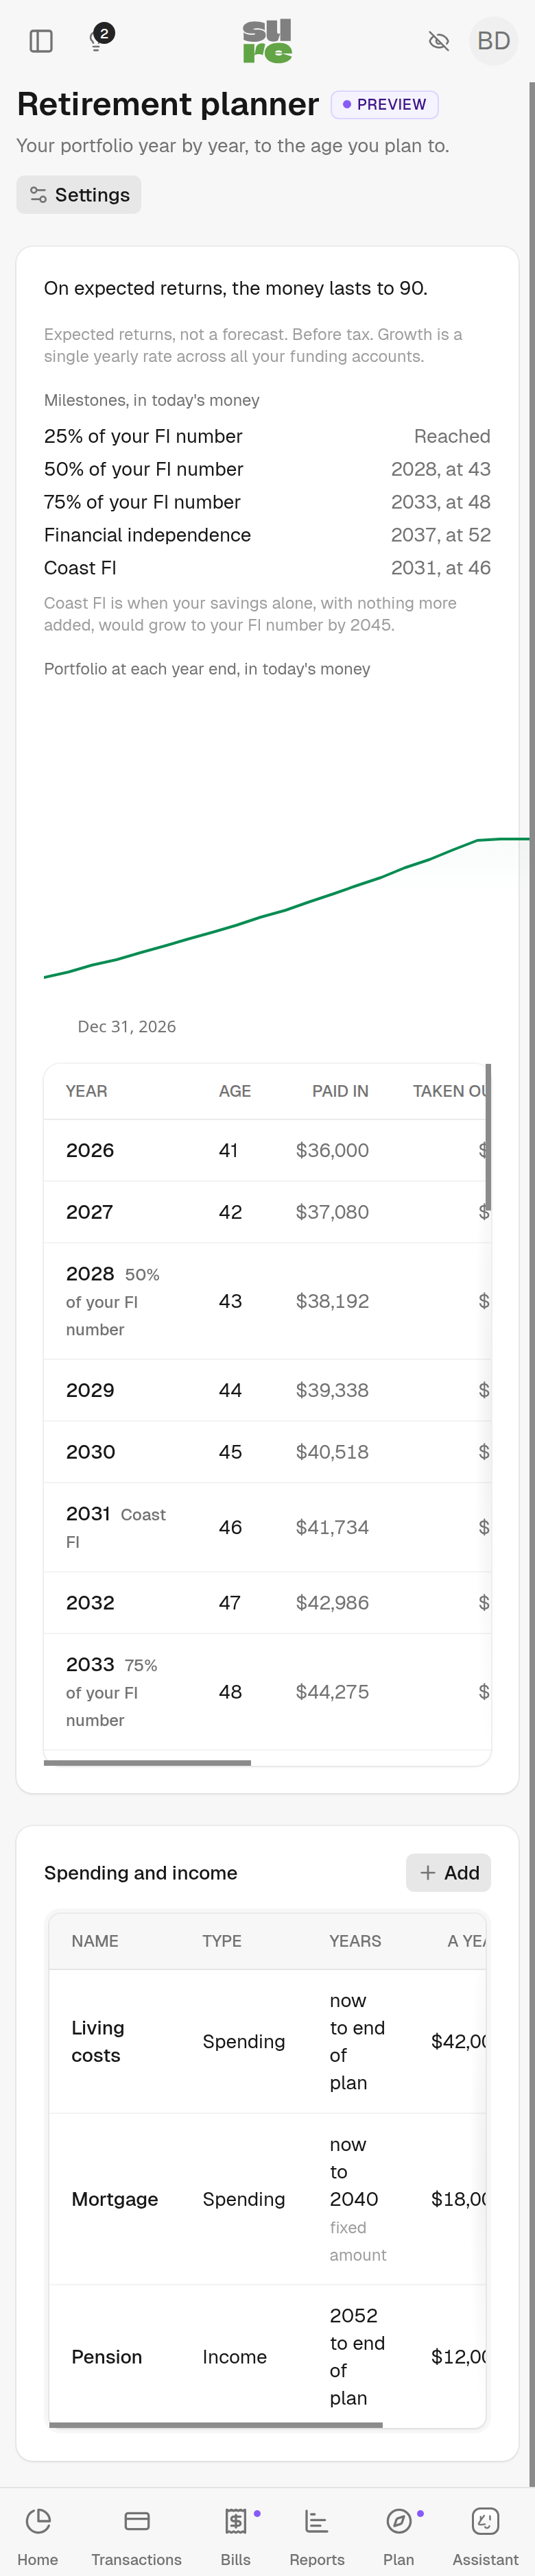 2
sure
BD
Retirement planner
PREVIEW
Your portfolio year by year, to the age you plan to.
Settings
On expected returns, the money lasts to 90.
Expected returns, not a forecast. Before tax. Growth is a
single yearly rate across all your funding accounts.
Milestones, in today's money
25% of your FI number Reached
50% of your FI number 2028, at 43
75% of your FI number 2033, at 48
Financial independence 2037, at 52
Coast FI 2031, at 46
Coast FI is when your savings alone, with nothing more
added, would grow to your FI number by 2045.
Portfolio at each year end, in today's money
Dec 31, 2026
YEAR AGE PAID IN TAKEN OU
2026 41 $36,000 $
2027 42 $37,080 $
2028 50%
of your FI
number
43 $38,192 $
2029 44 $39,338 $
2030 45 $40,518 $
2031 Coast
FI
46 $41,734 $
2032 47 $42,986 $
2033 75%
of your FI
number
48 $44,275 $
Spending and income
Add
NAME TYPE YEARS A YEA
Living
costs
Spending
now
to end
of
plan
$42,00
Mortgage
Spending
now
to
2040
fixed
amount
$18,00
Pension
Income
2052
to end
of
plan
$12,00
Home Transactions Bills Reports Plan Assistant